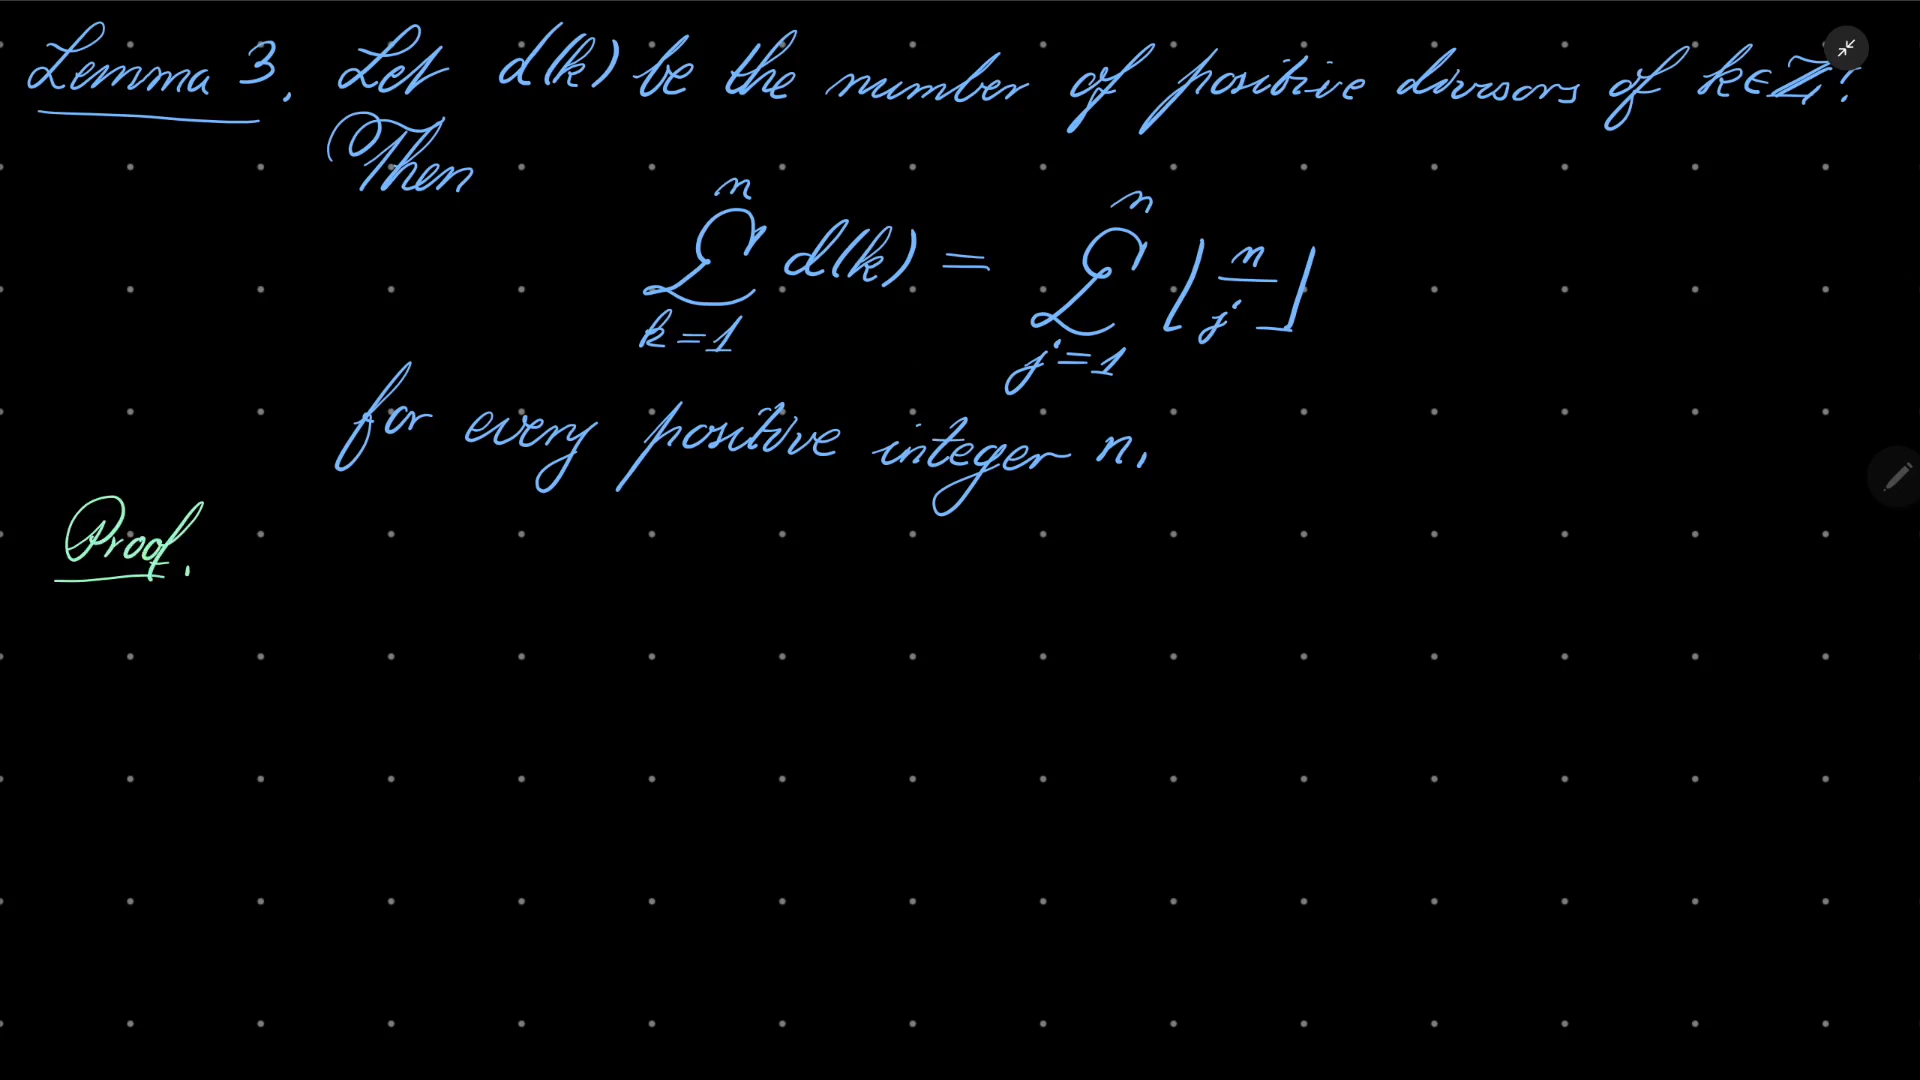 Lemma 3. Let d(k) be the number of positive divisors of k∈ℤ⁺.
Then
∑_{k=1}^{n} d(k) = ∑_{j=1}^{n} ⌊n/j⌋
for every positive integer n.
Proof.